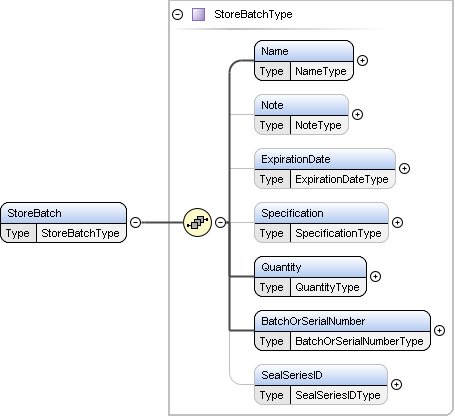 StoreBatchType
Name
Type NameType
Note
Type NoteType
ExpirationDate
Type ExpirationDateType
StoreBatch
Type StoreBatchType
Specification
Type SpecificationType
Quantity
Type QuantityType
BatchOrSerialNumber
Type BatchOrSerialNumberType
SealSeriesID
Type SealSeriesIDType